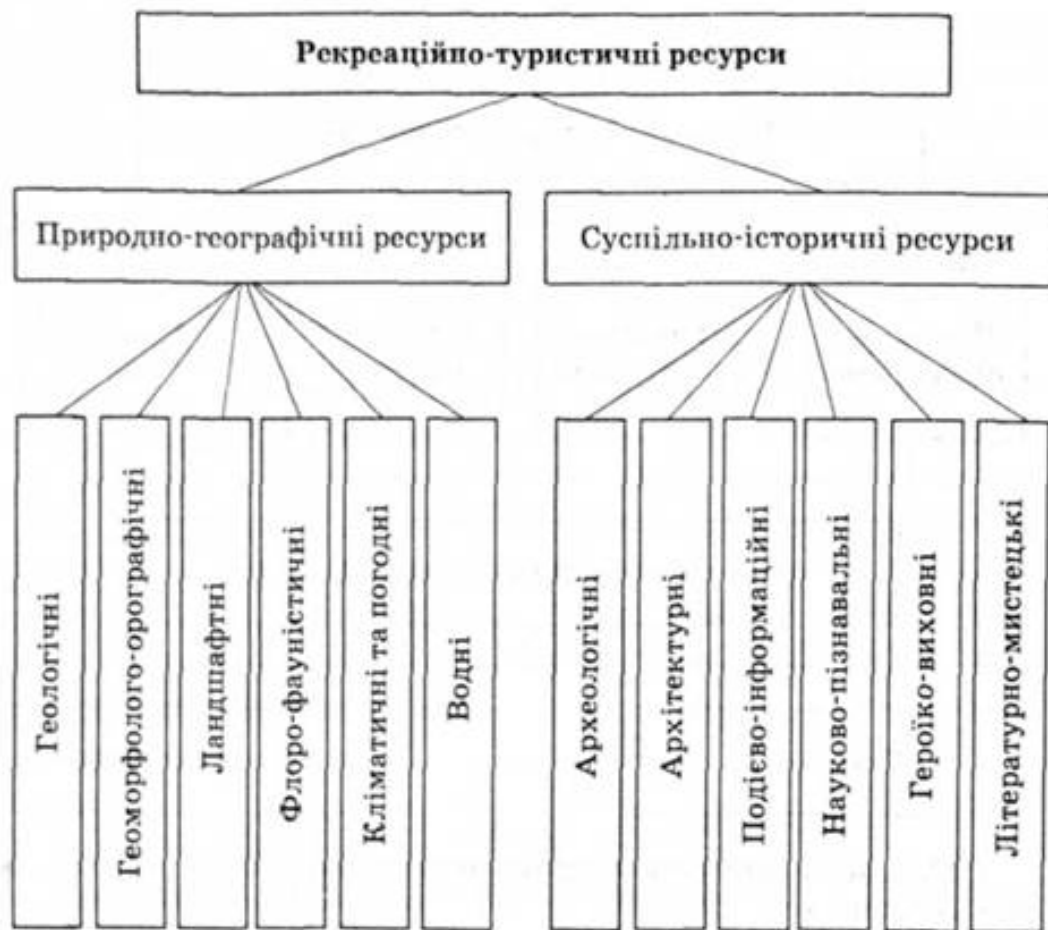 Рекреаційно-туристичні ресурси
Природно-географічні ресурси
Суспільно-історичні ресурси
Геологічні
Геоморфолого-орографічні
Ландшафтні
Флоро-фауністичні
Кліматичні та погодні
Водні
Археологічні
Архітектурні
Подієво-інформаційні
Науково-пізнавальні
Героїко-виховні
Літературно-мистецькі